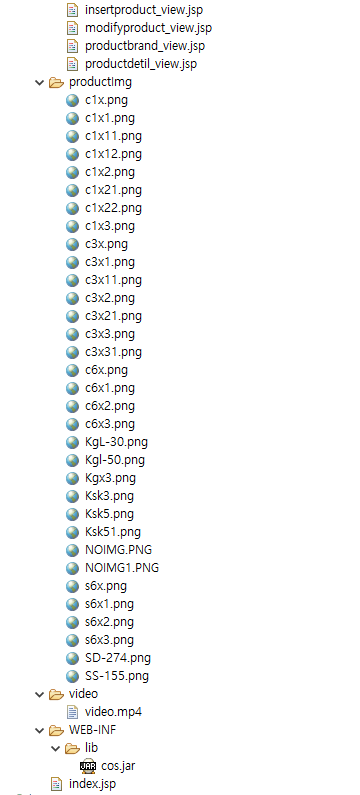 insertproduct_view.jsp
modifyproduct_view.jsp
productbrand_view.jsp
productdetil_view.jsp
productImg
c1x.png
c1x1.png
c1x11.png
c1x12.png
c1x2.png
c1x21.png
c1x22.png
c1x3.png
c3x.png
c3x1.png
c3x11.png
c3x2.png
c3x21.png
c3x3.png
c3x31.png
c6x.png
c6x1.png
c6x2.png
c6x3.png
KgL-30.png
Kgl-50.png
Kgx3.png
Ksk3.png
Ksk5.png
Ksk51.png
NOIMG.PNG
NOIMG1.PNG
s6x.png
s6x1.png
s6x2.png
s6x3.png
SD-274.png
SS-155.png
video
video.mp4
WEB-INF
lib
JAR cos.jar
index.jsp